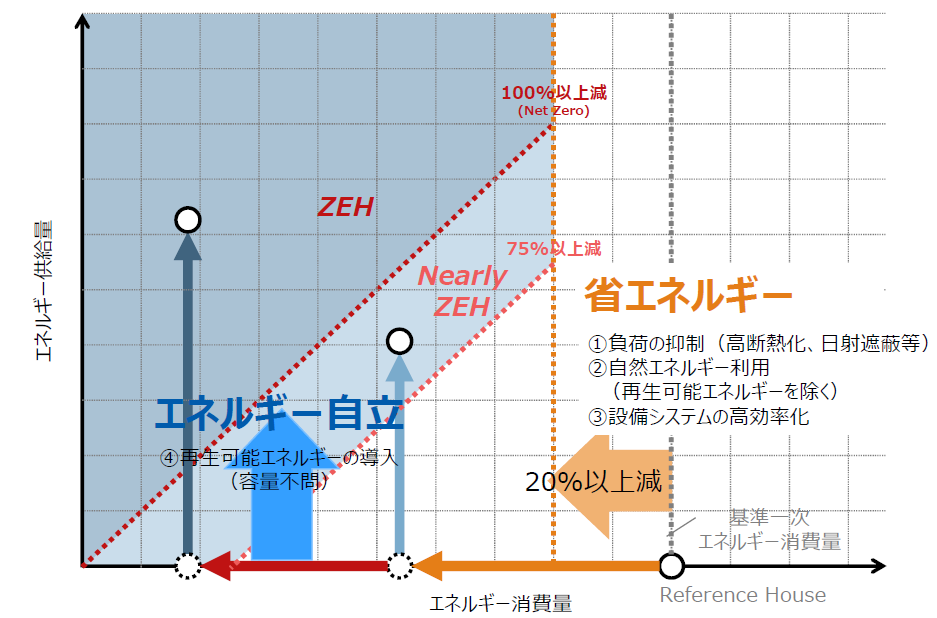 100%以上減
(Net Zero)
ZEH
75%以上減
Nearly
ZEH
エネルギー供給量
省エネルギー
①負荷の抑制（高断熱化、日射遮蔽等）
②自然エネルギー利用
（再生可能エネルギーを除く）
③設備システムの高効率化
エネルギー自立
④再生可能エネルギーの導入
（容量不問）
20%以上減
基準一次
エネルギー消費量
エネルギー消費量
Reference House